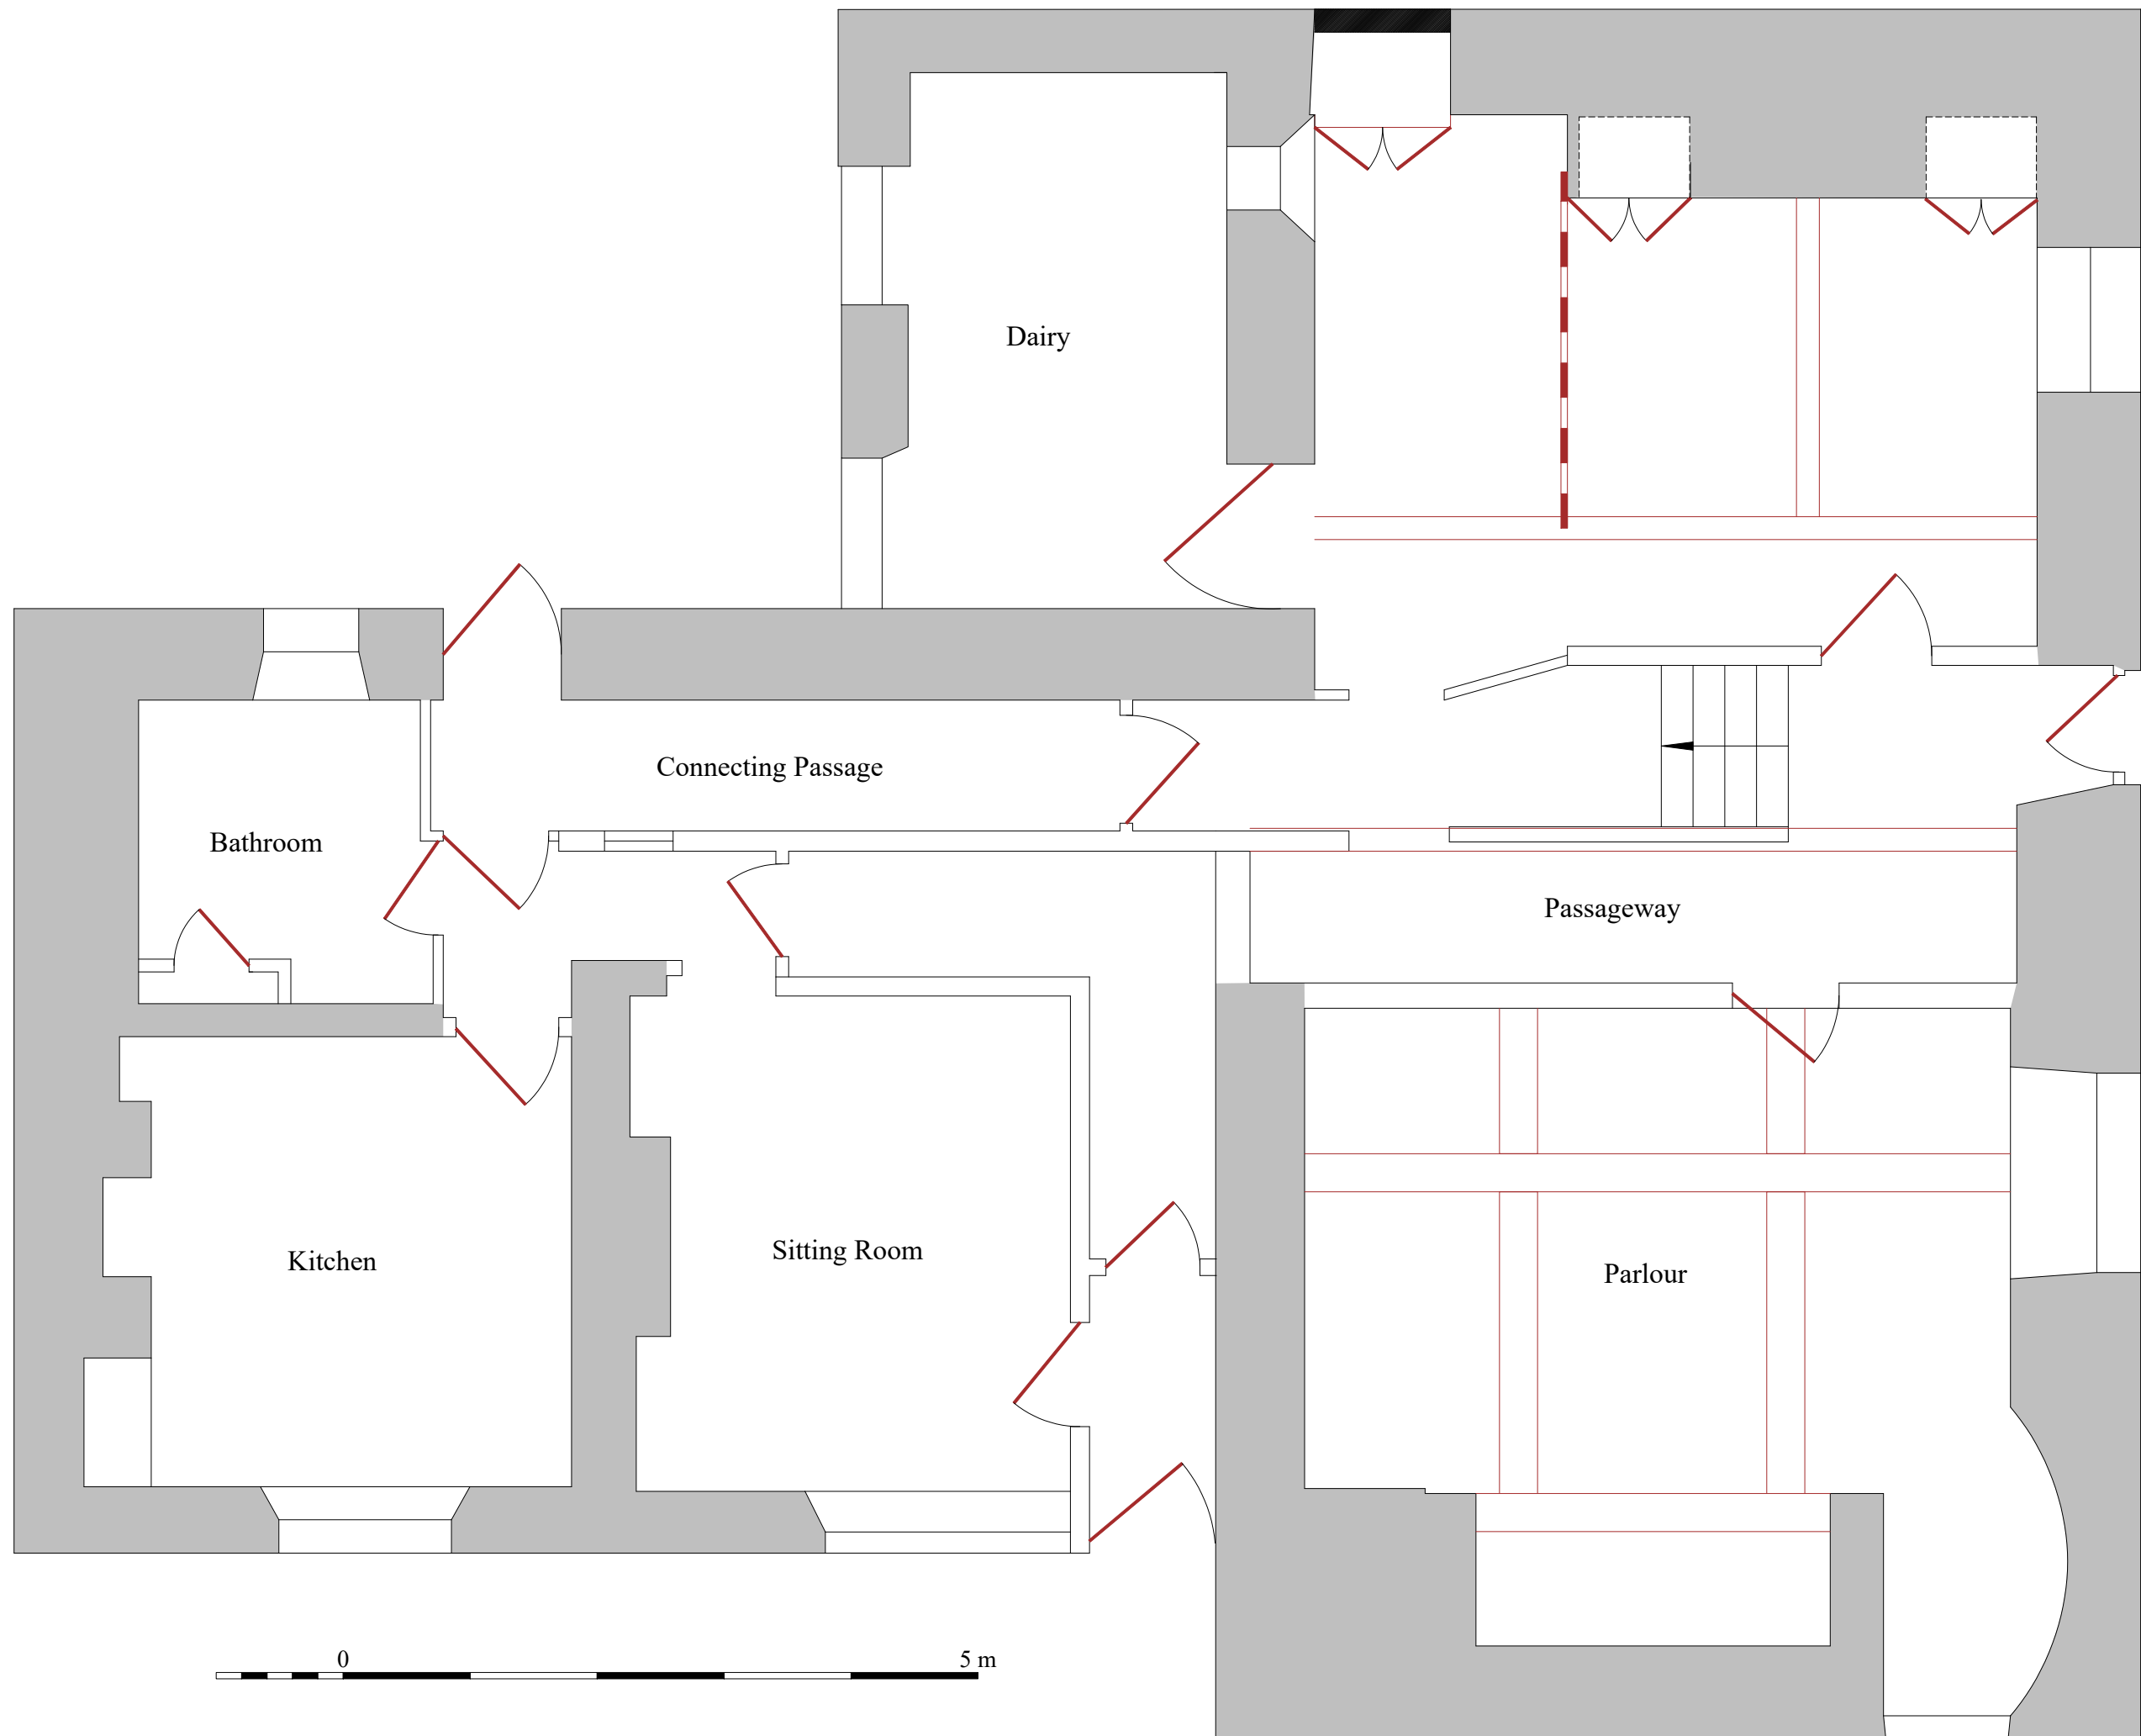 Dairy
Connecting Passage
Bathroom
Passageway
Sitting Room
Kitchen
Parlour
0
5 m